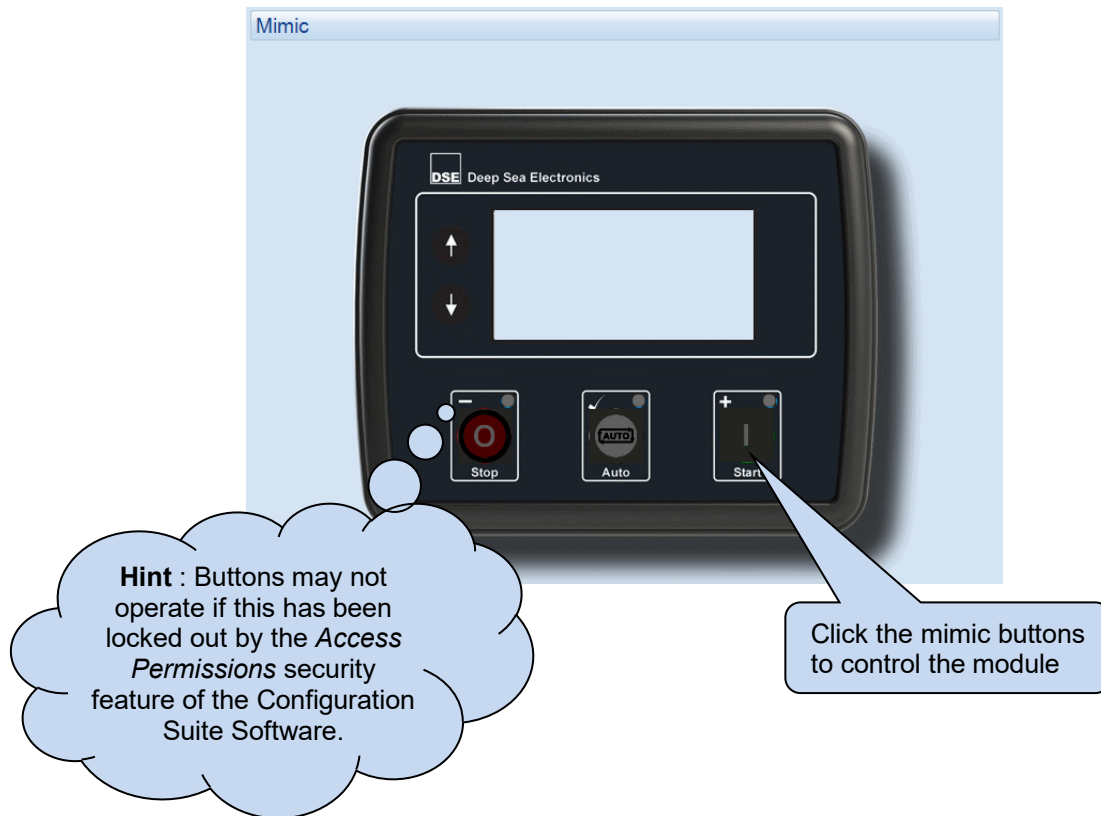 Mimic
DSE Deep Sea Electronics
− ✓ +
O AUTO I
Stop Auto Start
Hint : Buttons may not
operate if this has been
locked out by the Access
Permissions security
feature of the Configuration
Suite Software.
Click the mimic buttons
to control the module